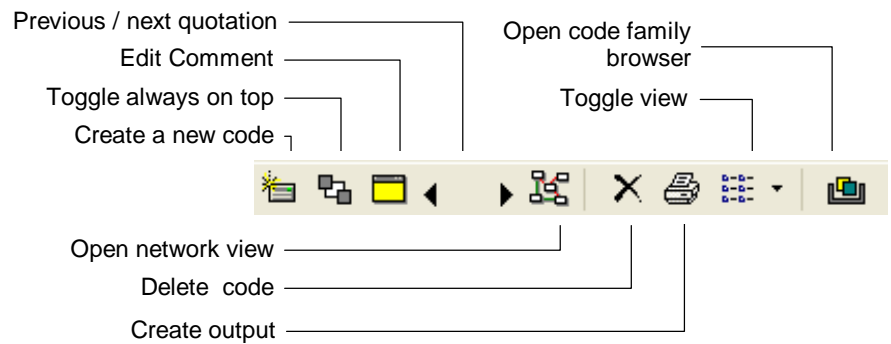 Previous / next quotation
Edit Comment
Toggle always on top
Create a new code
Open code family
browser
Toggle view
Open network view
Delete code
Create output